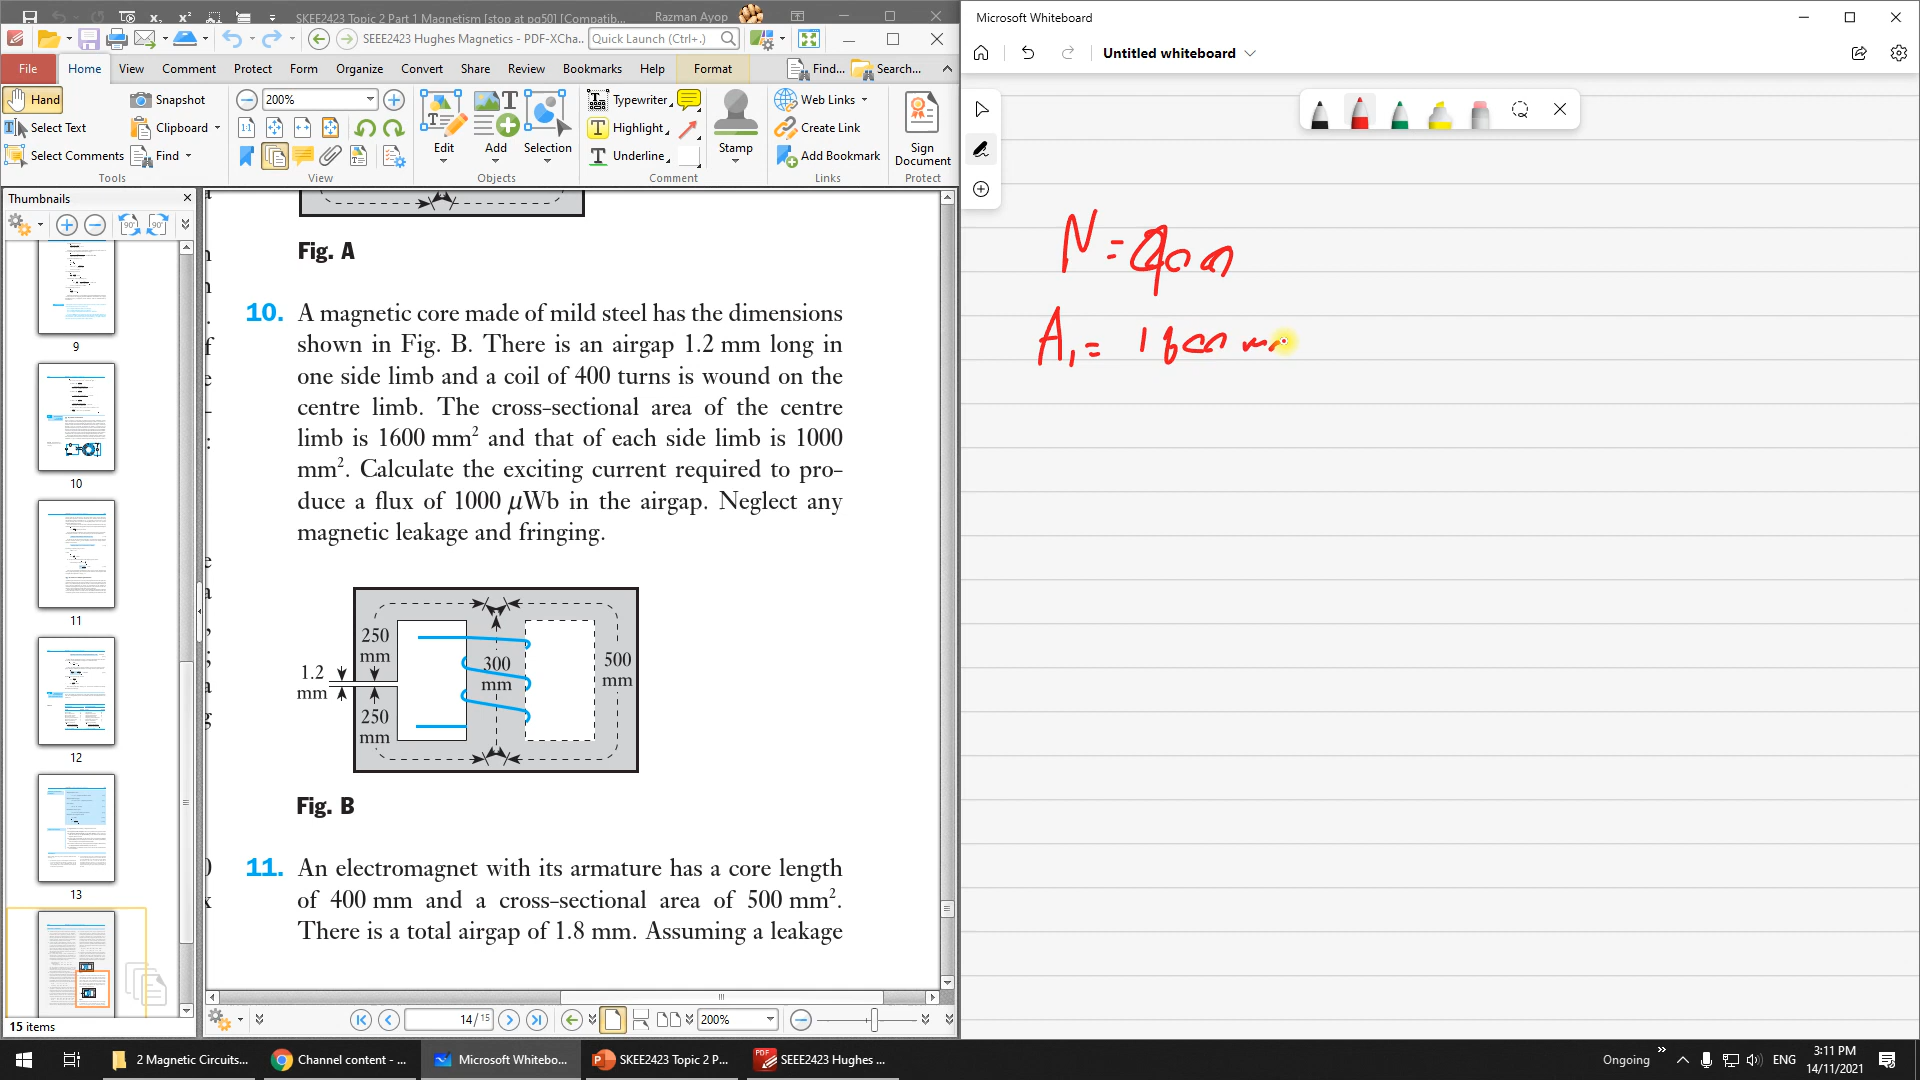 SKEE2423 Topic 2 Part 1 Magnetism [stop at pg50] [Compatib...
Razman Ayop
SEEE2423 Hughes Magnetics - PDF-XCha...
Quick Launch (Ctrl+.)
File Home View Comment Protect Form Organize Convert Share Review Bookmarks Help Format Find... Search...
Hand
Select Text
Select Comments
Tools
Snapshot
Clipboard
Find
200%
View
Edit
Add
Selection
Objects
Typewriter
Highlight
Underline
Stamp
Comment
Web Links
Create Link
Add Bookmark
Links
Sign Document
Protect
Thumbnails
9
10
11
12
13
15 items
Fig. A
10. A magnetic core made of mild steel has the dimensions
shown in Fig. B. There is an airgap 1.2 mm long in
one side limb and a coil of 400 turns is wound on the
centre limb. The cross-sectional area of the centre
limb is 1600 mm² and that of each side limb is 1000
mm². Calculate the exciting current required to pro-
duce a flux of 1000 μWb in the airgap. Neglect any
magnetic leakage and fringing.
250 mm
1.2 mm
300 mm
500 mm
250 mm
Fig. B
11. An electromagnet with its armature has a core length
of 400 mm and a cross-sectional area of 500 mm².
There is a total airgap of 1.8 mm. Assuming a leakage
14 / 15
200%
Microsoft Whiteboard
Untitled whiteboard
N = 400
A₁ = 1600 mm
2 Magnetic Circuits...
Channel content - ...
Microsoft Whitebo...
SKEE2423 Topic 2 P...
SEEE2423 Hughes ...
Ongoing
ENG
3:11 PM
14/11/2021